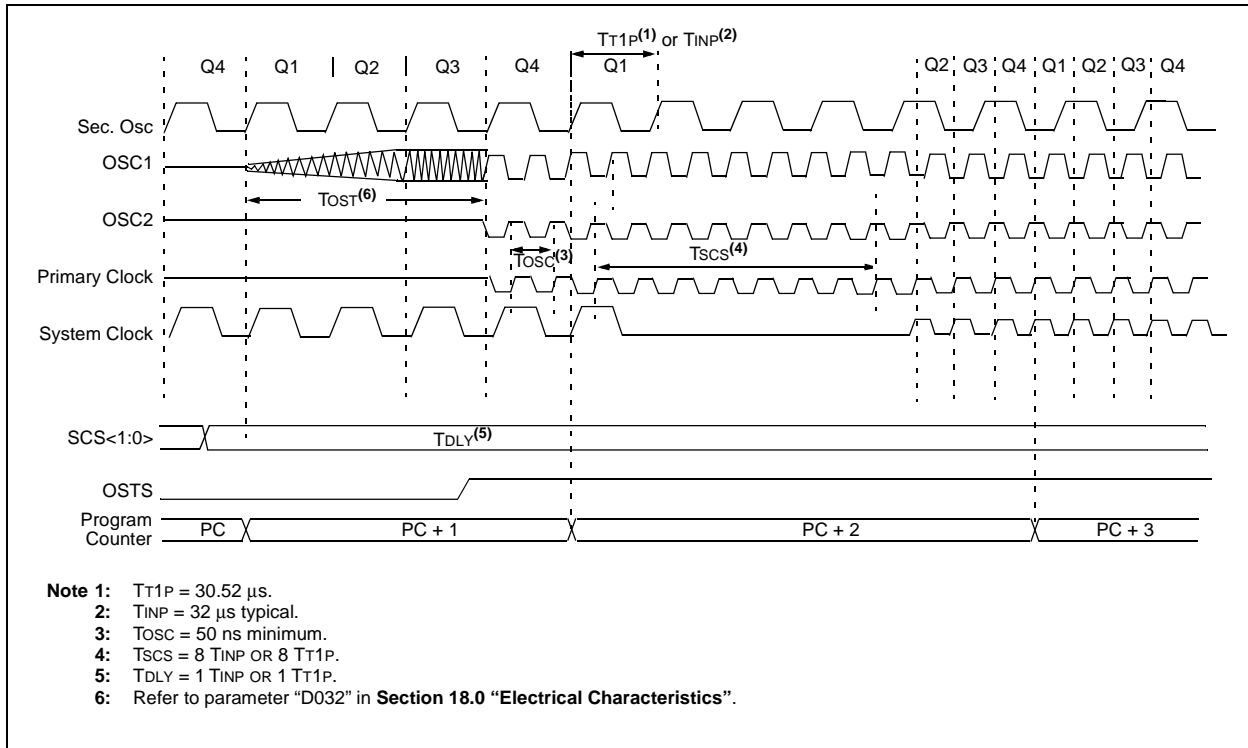 TT1P(1) or TINP(2)
Q4 Q1 Q2 Q3 Q4 Q1 Q2 Q3 Q4 Q1 Q2 Q3 Q4
Sec. Osc
OSC1
TOST(6)
OSC2
TOSC(3) TSCS(4)
Primary Clock
System Clock
SCS<1:0> TDLY(5)
OSTS
Program Counter PC PC + 1 PC + 2 PC + 3
Note 1: TT1P = 30.52 μs.
2: TINP = 32 μs typical.
3: TOSC = 50 ns minimum.
4: TSCS = 8 TINP OR 8 TT1P.
5: TDLY = 1 TINP OR 1 TT1P.
6: Refer to parameter “D032” in Section 18.0 “Electrical Characteristics”.